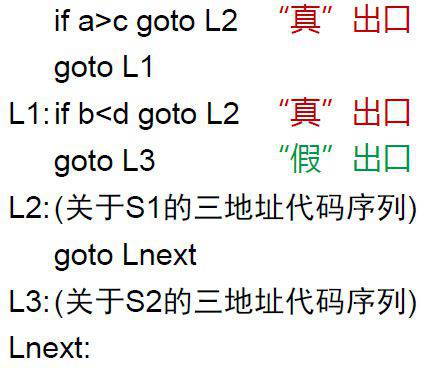 if a>c goto L2 “真”出口
goto L1
L1: if b<d goto L2 “真”出口
goto L3 “假”出口
L2: (关于S1的三地址代码序列)
goto Lnext
L3: (关于S2的三地址代码序列)
Lnext: